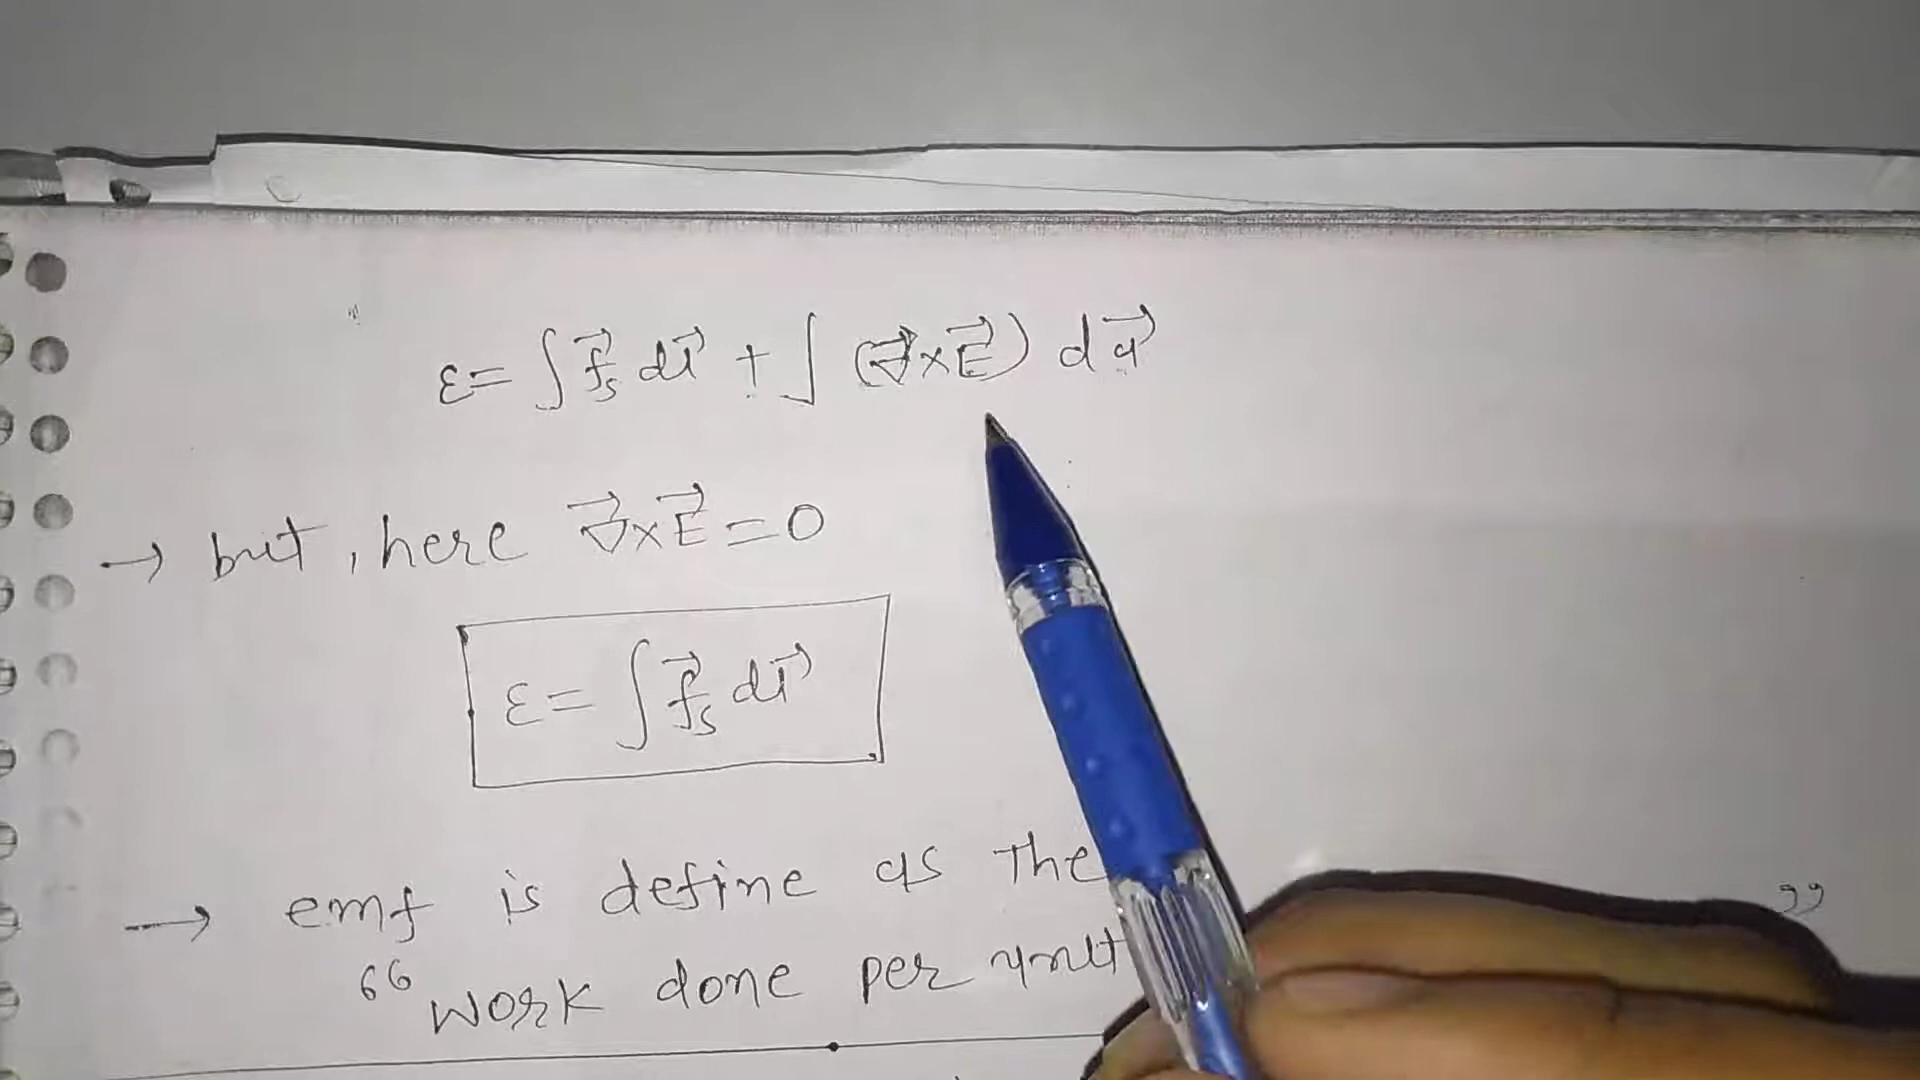 ε = ∫ f⃗s dl⃗ + ∫ (∇⃗×E⃗) da⃗
→ but, here ∇⃗×E⃗ = 0
ε = ∫ f⃗s dl⃗
→ emf is define as the
“ work done per unit ”